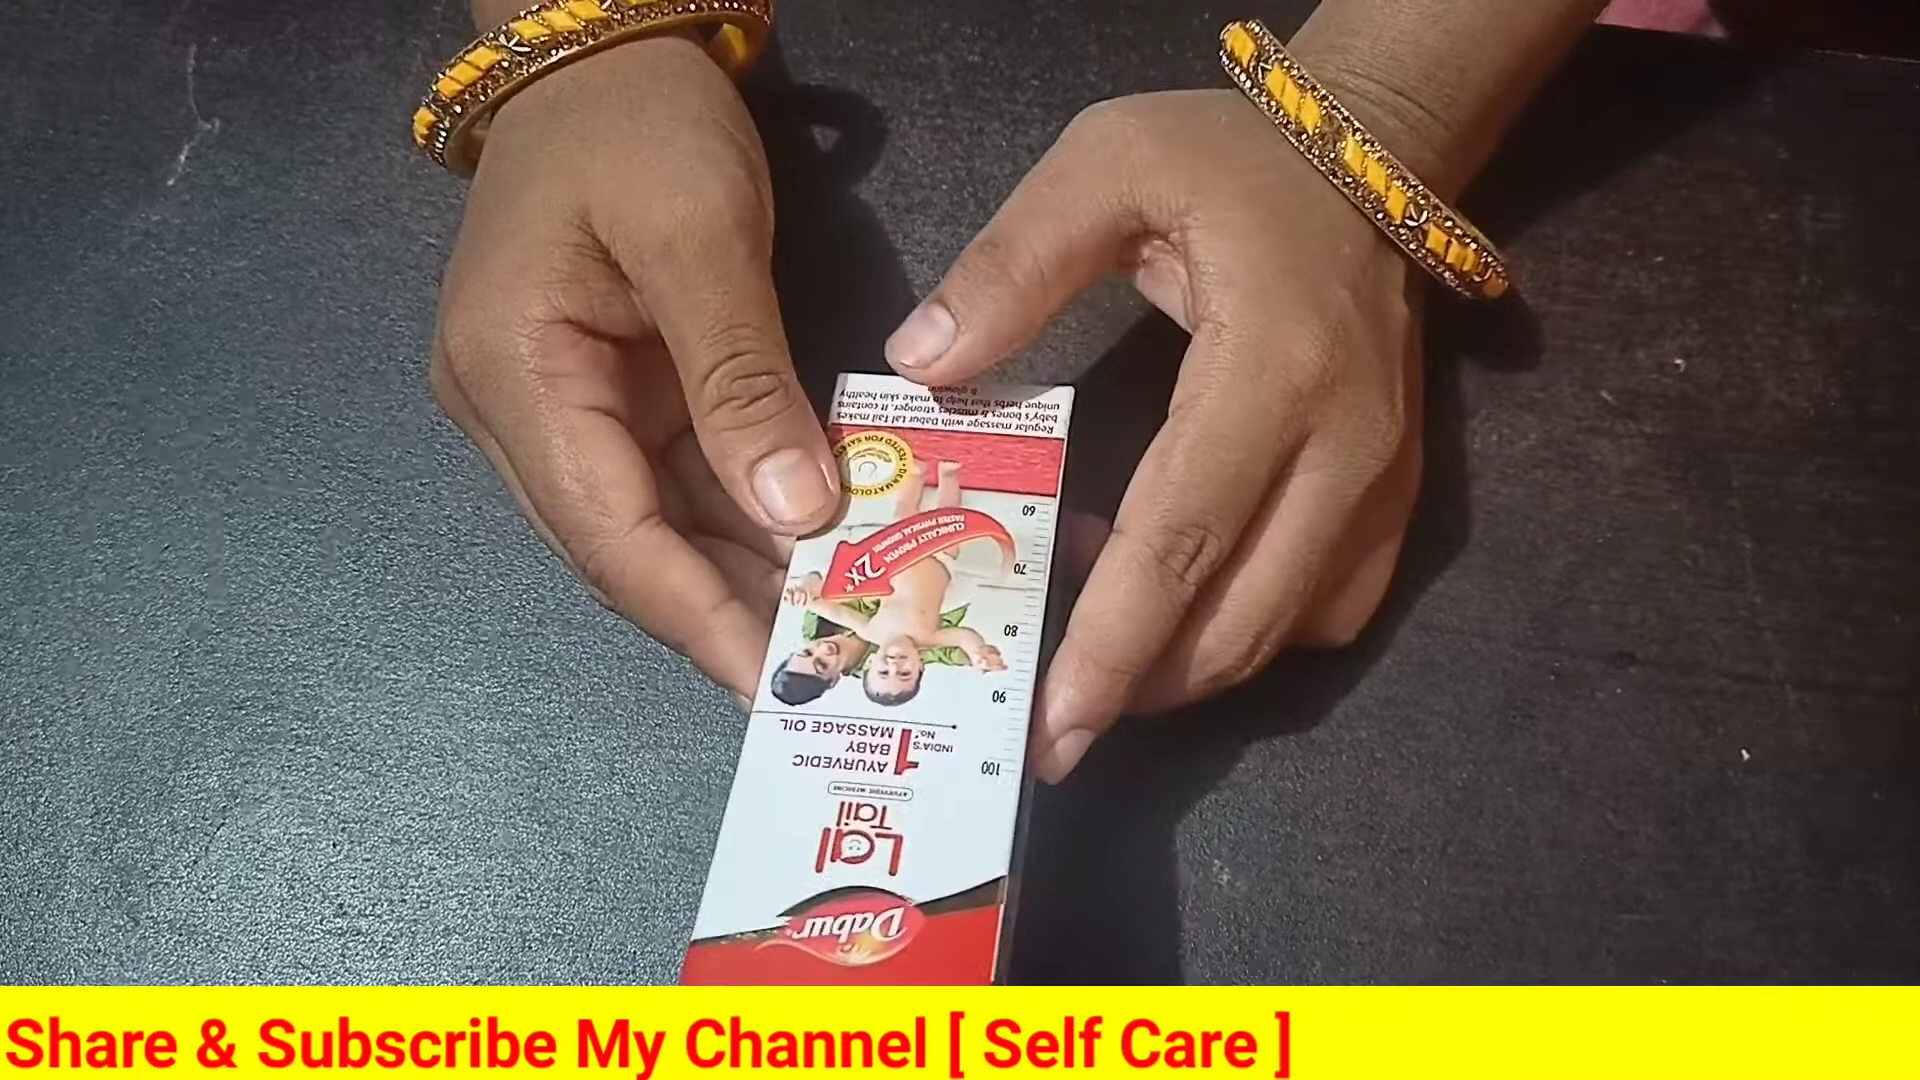 Dabur
Lal
Tail
AYURVEDIC MEDICINE
INDIA'S No. 1
AYURVEDIC
BABY
MASSAGE OIL
100
90
80
70
60
CLINICALLY PROVEN
2X*
FASTER PHYSICAL GROWTH
DERMATOLOG
TESTED FOR SAFETY
Regular massage with Dabur Lal Tail makes
baby's bones & muscles stronger. It contains
unique herbs that help to make skin healthy
& glowing
Share & Subscribe My Channel [ Self Care ]